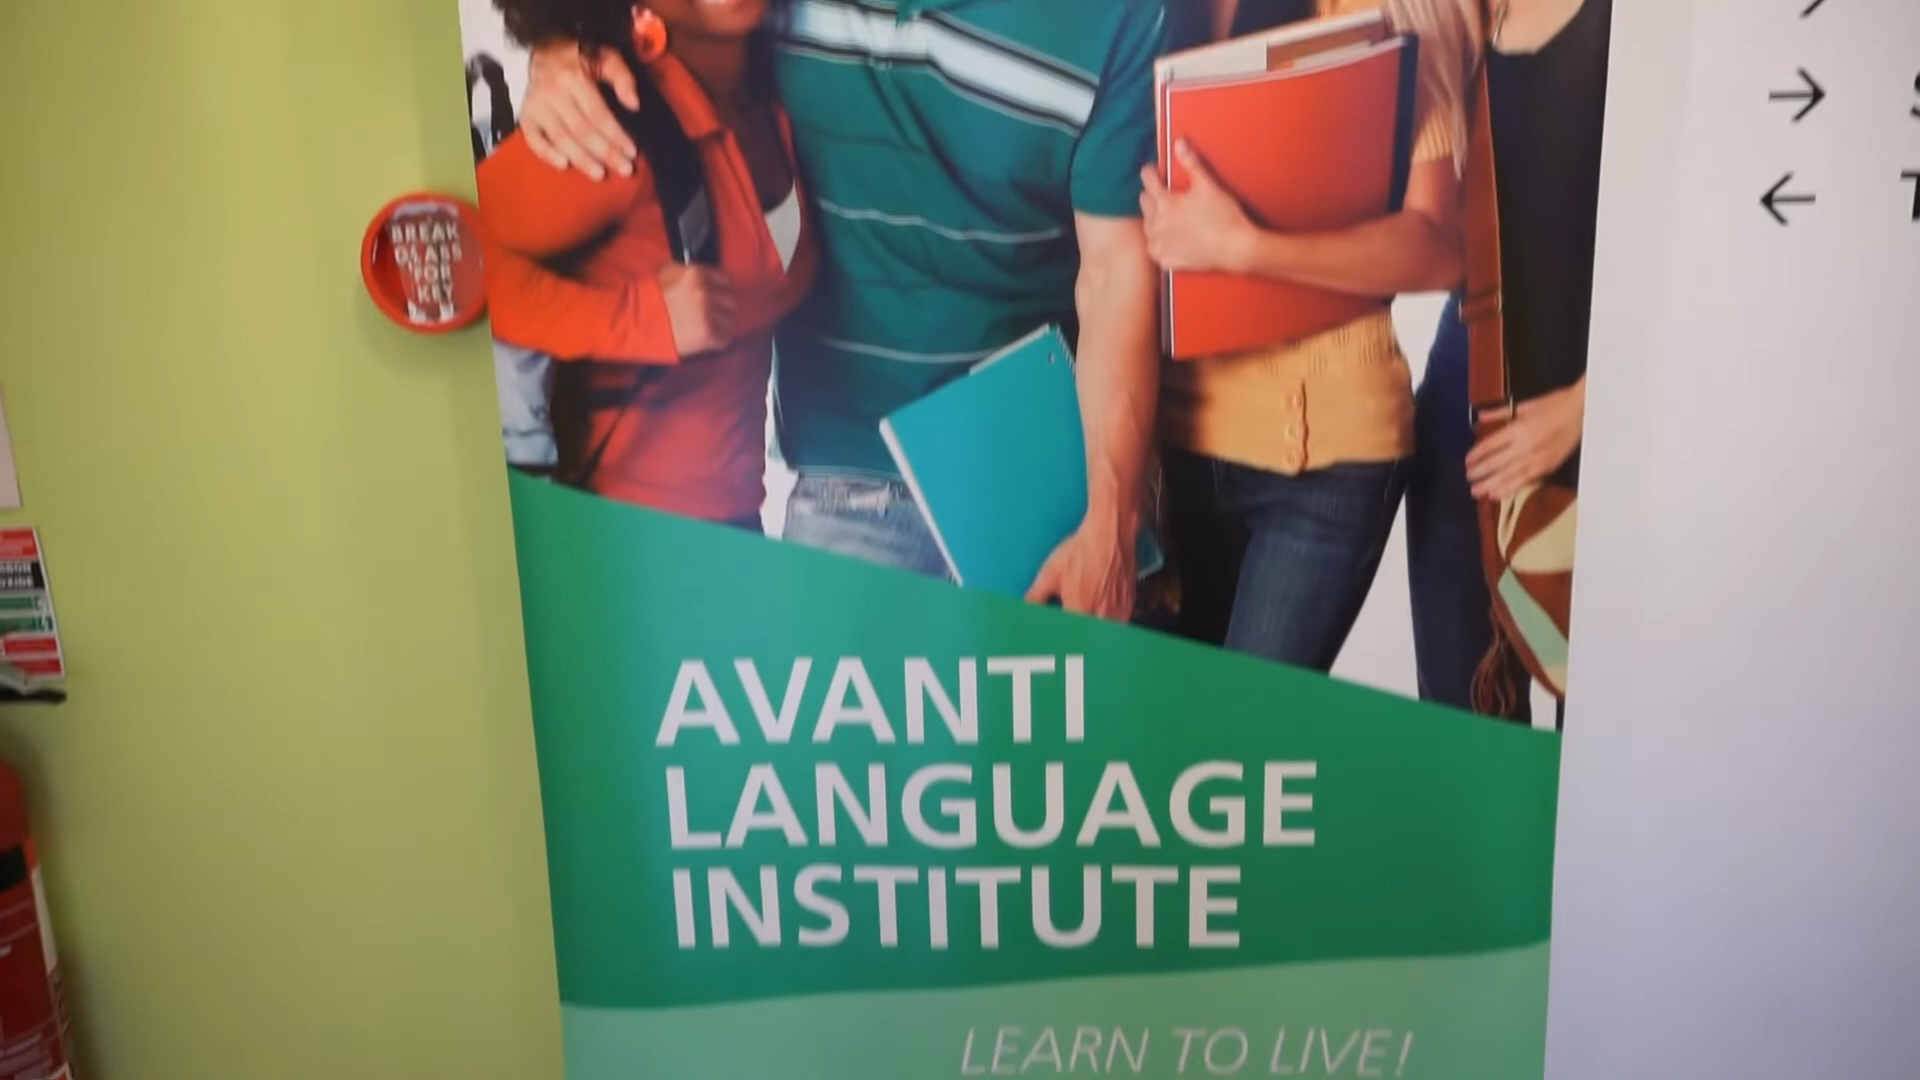 BREAK
GLASS
FOR
KEY
AVANTI
LANGUAGE
INSTITUTE
LEARN TO LIVE!